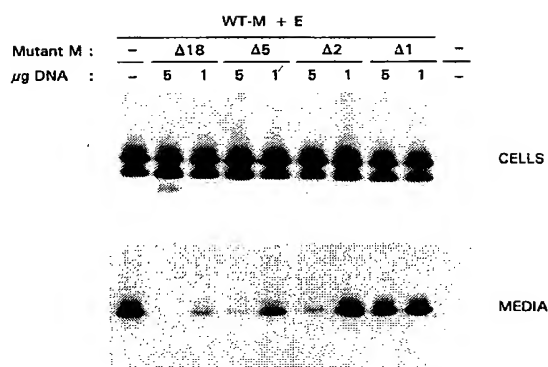 WT-M + E
Mutant M : – Δ18 Δ5 Δ2 Δ1 –
μg DNA : – 5 1 5 1 5 1 5 1 –
CELLS
MEDIA